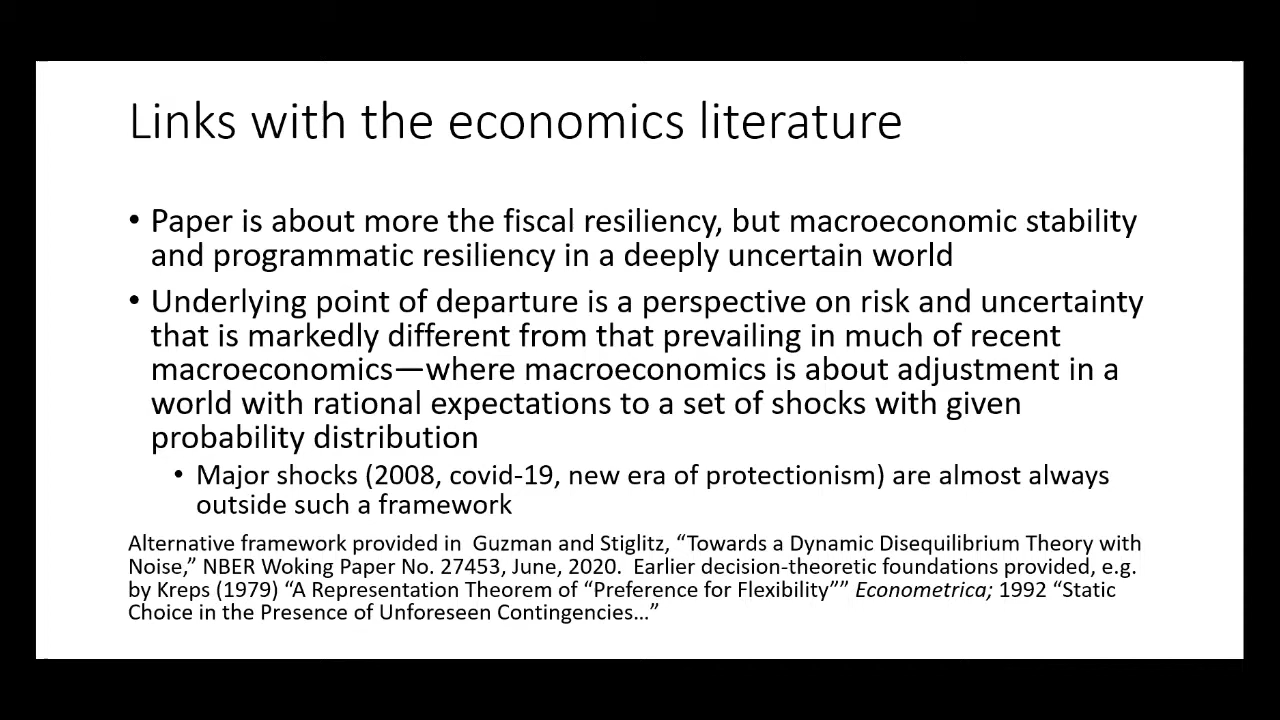 Links with the economics literature
• Paper is about more the fiscal resiliency, but macroeconomic stability
and programmatic resiliency in a deeply uncertain world
• Underlying point of departure is a perspective on risk and uncertainty
that is markedly different from that prevailing in much of recent
macroeconomics—where macroeconomics is about adjustment in a
world with rational expectations to a set of shocks with given
probability distribution
• Major shocks (2008, covid-19, new era of protectionism) are almost always
outside such a framework
Alternative framework provided in  Guzman and Stiglitz, “Towards a Dynamic Disequilibrium Theory with
Noise,” NBER Woking Paper No. 27453, June, 2020.  Earlier decision-theoretic foundations provided, e.g.
by Kreps (1979) “A Representation Theorem of “Preference for Flexibility”” Econometrica; 1992 “Static
Choice in the Presence of Unforeseen Contingencies…”